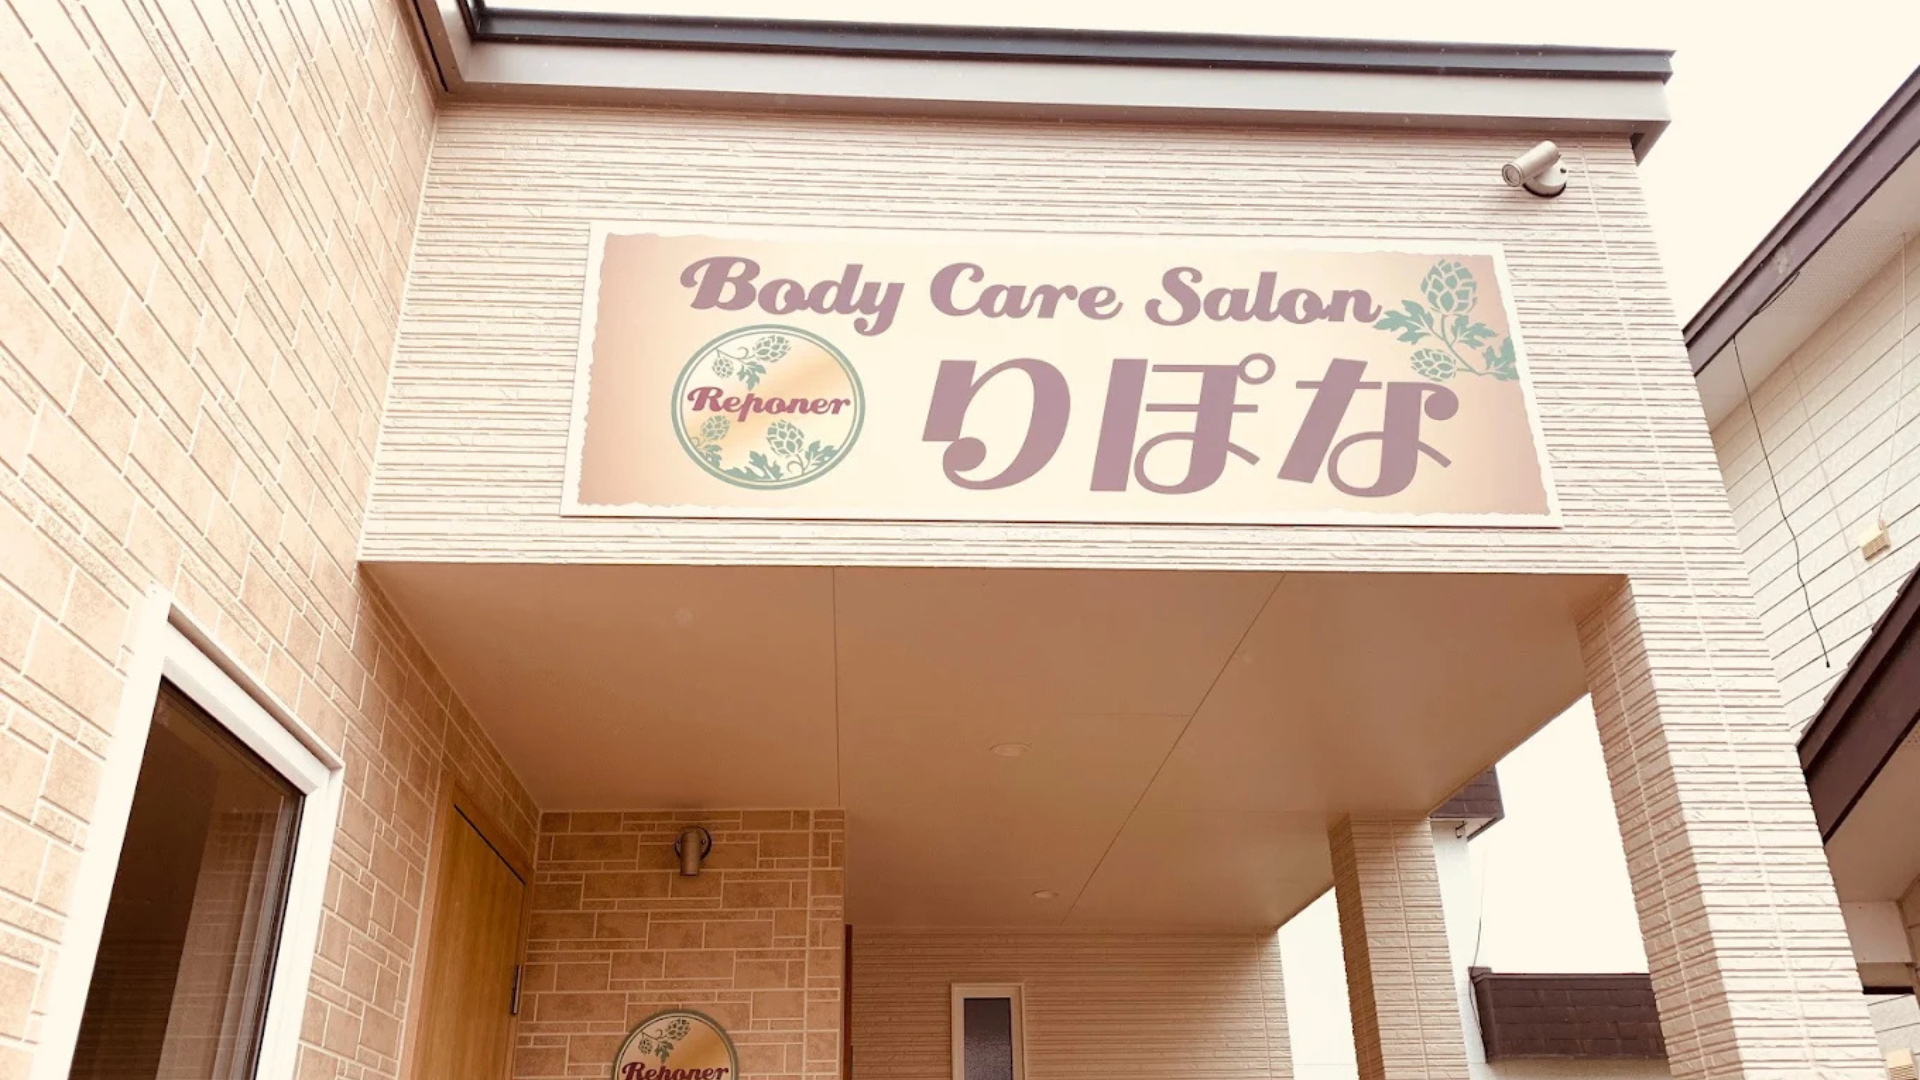 Body Care Salon
Reponer
りぽな
Reponer